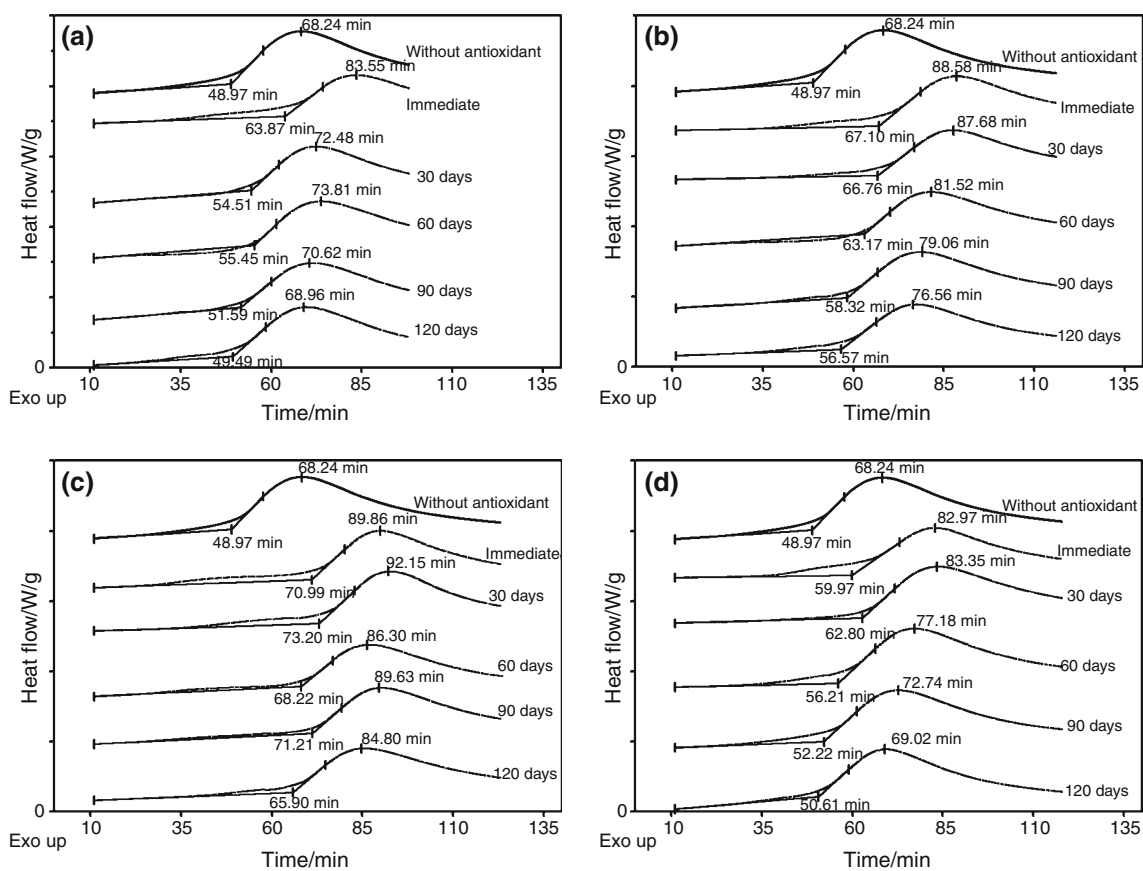 (a)
68.24 min
Without antioxidant
48.97 min
83.55 min
Immediate
63.87 min
72.48 min
30 days
54.51 min
73.81 min
60 days
55.45 min
70.62 min
90 days
51.59 min
68.96 min
120 days
49.49 min
Heat flow/W/g
0
10 35 60 85 110 135
Exo up
Time/min
(b)
68.24 min
Without antioxidant
48.97 min
88.58 min
Immediate
67.10 min
87.68 min
30 days
66.76 min
81.52 min
60 days
63.17 min
79.06 min
90 days
58.32 min
76.56 min
120 days
56.57 min
Heat flow/W/g
0
10 35 60 85 110 135
Exo up
Time/min
(c)
68.24 min
Without antioxidant
48.97 min
89.86 min
Immediate
70.99 min
92.15 min
30 days
73.20 min
86.30 min
60 days
68.22 min
89.63 min
90 days
71.21 min
84.80 min
120 days
65.90 min
Heat flow/W/g
0
10 35 60 85 110 135
Exo up
Time/min
(d)
68.24 min
Without antioxidant
48.97 min
82.97 min
Immediate
59.97 min
83.35 min
30 days
62.80 min
77.18 min
60 days
56.21 min
72.74 min
90 days
52.22 min
69.02 min
120 days
50.61 min
Heat flow/W/g
0
10 35 60 85 110 135
Exo up
Time/min